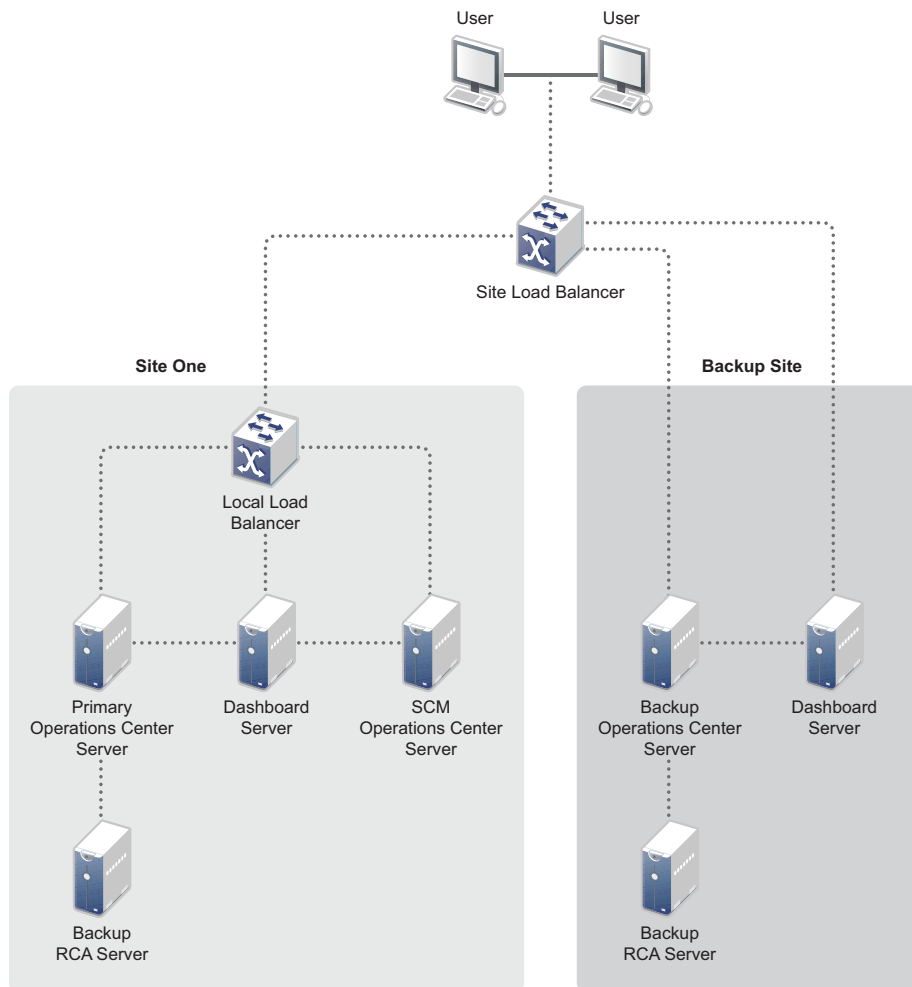 User
User
Site Load Balancer
Site One
Backup Site
Local Load
Balancer
Primary
Operations Center
Server
Dashboard
Server
SCM
Operations Center
Server
Backup
Operations Center
Server
Dashboard
Server
Backup
RCA Server
Backup
RCA Server